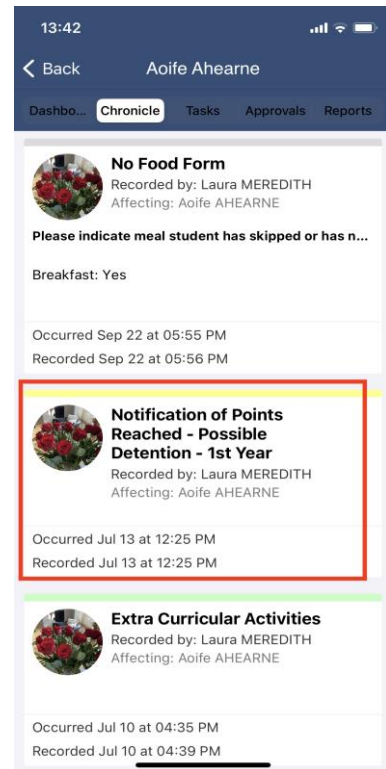 13:42
Back Aoife Ahearne
Dashbo... Chronicle Tasks Approvals Reports
No Food Form
Recorded by: Laura MEREDITH
Affecting: Aoife AHEARNE
Please indicate meal student has skipped or has n...
Breakfast: Yes
Occurred Sep 22 at 05:55 PM
Recorded Sep 22 at 05:56 PM
Notification of Points
Reached - Possible
Detention - 1st Year
Recorded by: Laura MEREDITH
Affecting: Aoife AHEARNE
Occurred Jul 13 at 12:25 PM
Recorded Jul 13 at 12:25 PM
Extra Curricular Activities
Recorded by: Laura MEREDITH
Affecting: Aoife AHEARNE
Occurred Jul 10 at 04:35 PM
Recorded Jul 10 at 04:39 PM